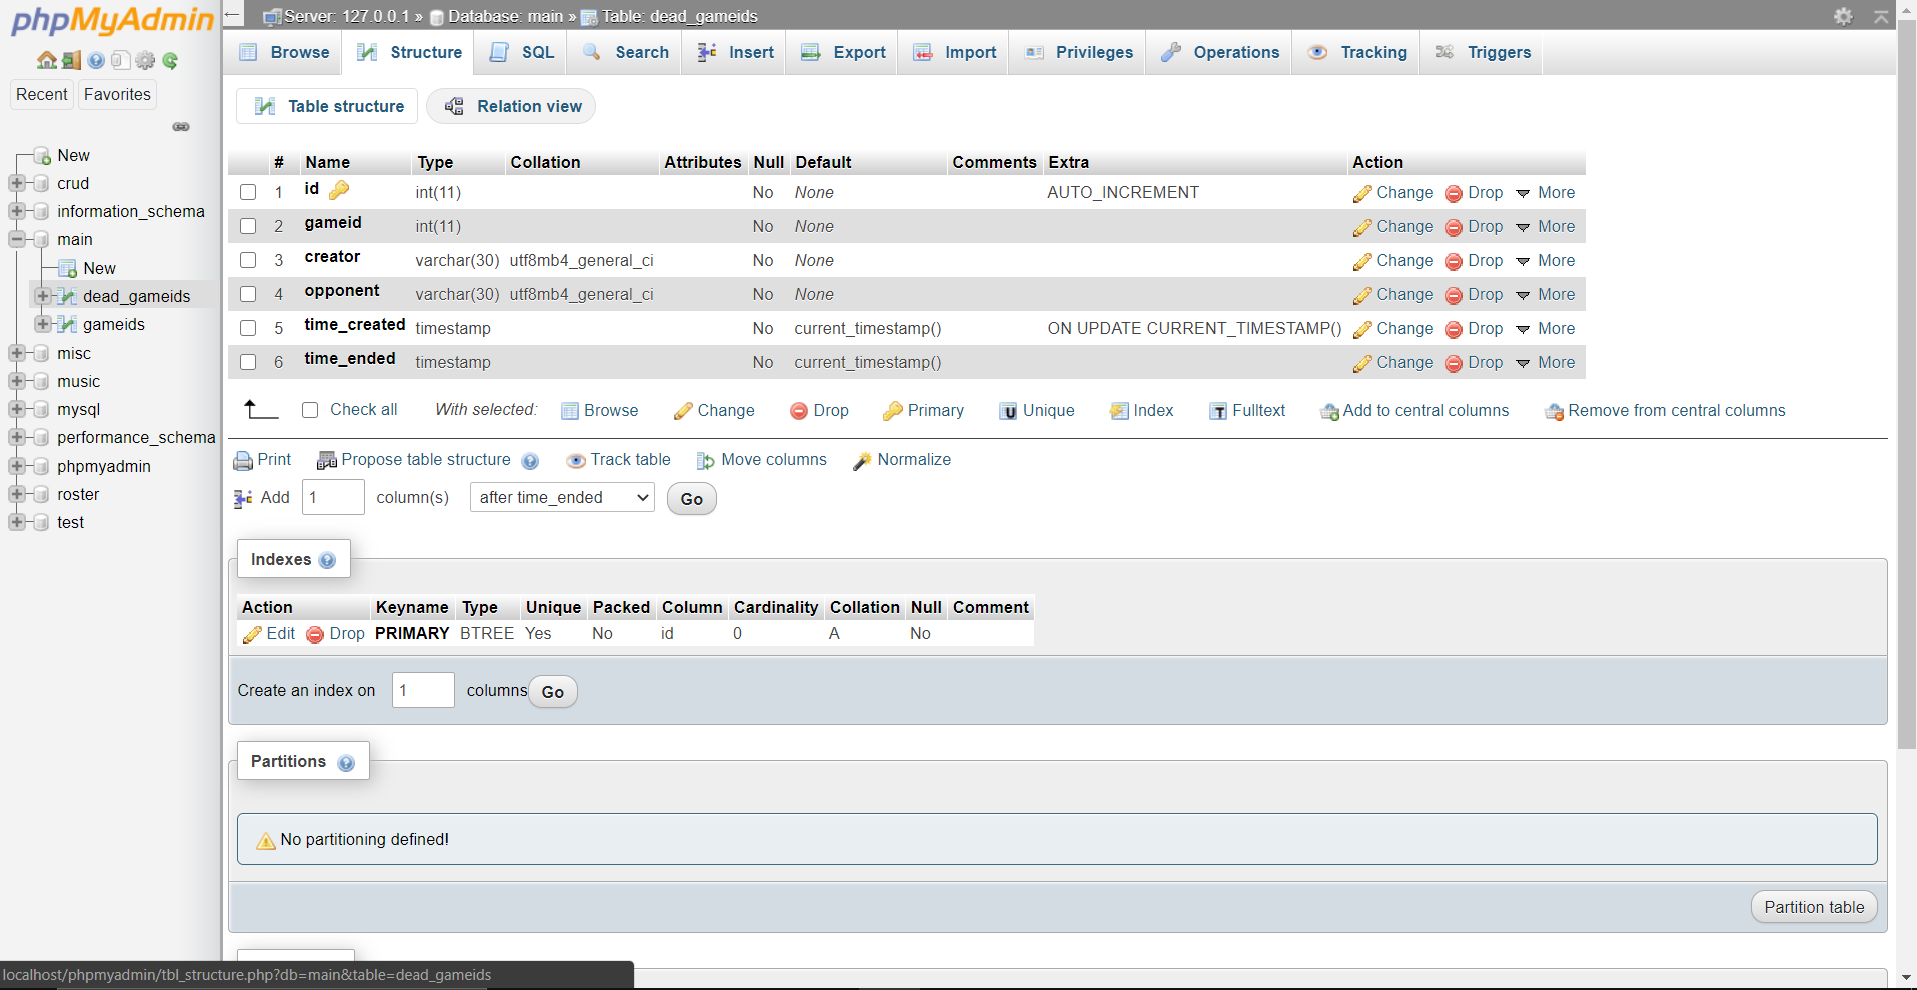 phpMyAdmin
Recent Favorites
New
crud
information_schema
main
New
dead_gameids
gameids
misc
music
mysql
performance_schema
phpmyadmin
roster
test
Server: 127.0.0.1 » Database: main » Table: dead_gameids
Browse Structure SQL Search Insert Export Import Privileges Operations Tracking Triggers
Table structure Relation view
# Name Type Collation Attributes Null Default Comments Extra Action
1 id int(11) No None AUTO_INCREMENT Change Drop More
2 gameid int(11) No None Change Drop More
3 creator varchar(30) utf8mb4_general_ci No None Change Drop More
4 opponent varchar(30) utf8mb4_general_ci No None Change Drop More
5 time_created timestamp No current_timestamp() ON UPDATE CURRENT_TIMESTAMP() Change Drop More
6 time_ended timestamp No current_timestamp() Change Drop More
Check all With selected: Browse Change Drop Primary Unique Index Fulltext Add to central columns Remove from central columns
Print Propose table structure Track table Move columns Normalize
Add 1 column(s) after time_ended Go
Indexes
Action Keyname Type Unique Packed Column Cardinality Collation Null Comment
Edit Drop PRIMARY BTREE Yes No id 0 A No
Create an index on 1 columns Go
Partitions
No partitioning defined!
Partition table
localhost/phpmyadmin/tbl_structure.php?db=main&table=dead_gameids